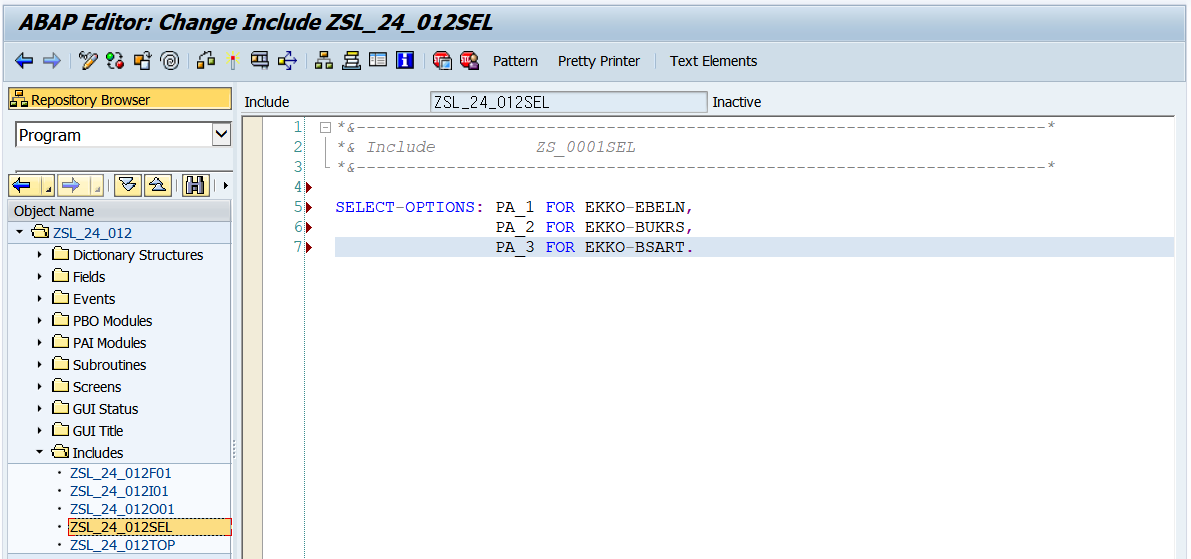 ABAP Editor: Change Include ZSL_24_012SEL
Pattern Pretty Printer Text Elements
Repository Browser
Program
Object Name
ZSL_24_012
Dictionary Structures
Fields
Events
PBO Modules
PAI Modules
Subroutines
Screens
GUI Status
GUI Title
Includes
ZSL_24_012F01
ZSL_24_012I01
ZSL_24_012O01
ZSL_24_012SEL
ZSL_24_012TOP
Include ZSL_24_012SEL Inactive
1 *&---------------------------------------------------------------------*
2 *& Include ZS_0001SEL
3 *&---------------------------------------------------------------------*
4
5 SELECT-OPTIONS: PA_1 FOR EKKO-EBELN,
6 PA_2 FOR EKKO-BUKRS,
7 PA_3 FOR EKKO-BSART.